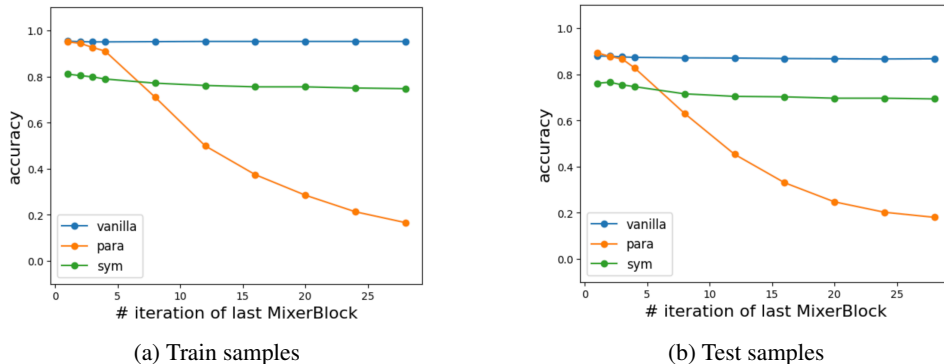 1.0
0.8
0.6
0.4
0.2
0.0
accuracy
vanilla
para
sym
0 5 10 15 20 25
# iteration of last MixerBlock
(a) Train samples
1.0
0.8
0.6
0.4
0.2
0.0
accuracy
vanilla
para
sym
0 5 10 15 20 25
# iteration of last MixerBlock
(b) Test samples